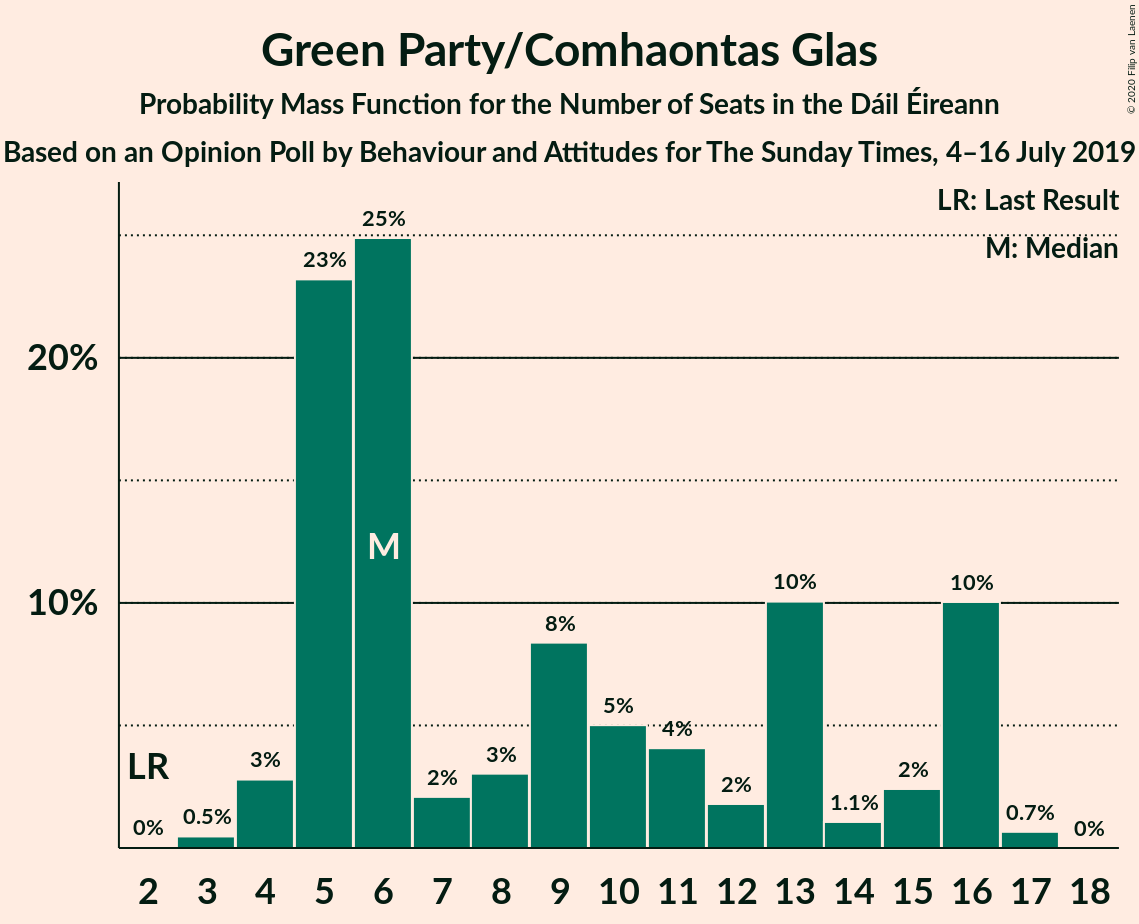 Green Party/Comhaontas Glas
Probability Mass Function for the Number of Seats in the Dáil Éireann
Based on an Opinion Poll by Behaviour and Attitudes for The Sunday Times, 4–16 July 2019
© 2020 Filip van Laenen
LR: Last Result
M: Median
20%
10%
LR
M
0%
0.5%
3%
23%
25%
2%
3%
8%
5%
4%
2%
10%
1.1%
2%
10%
0.7%
0%
2 3 4 5 6 7 8 9 10 11 12 13 14 15 16 17 18